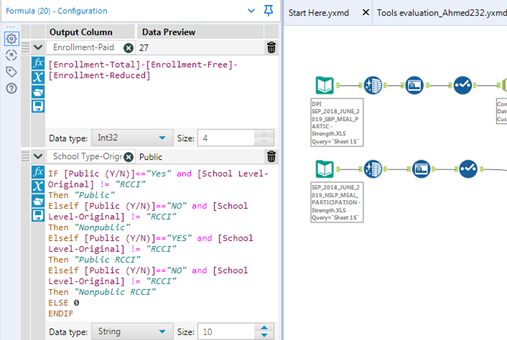 Formula (20) - Configuration
Output Column Data Preview
Enrollment-Paid 27
[Enrollment-Total]-[Enrollment-Free]-
[Enrollment-Reduced]
Data type: Int32 Size: 4
School Type-Origi Public
IF [Public (Y/N)]=="Yes" and [School Level-
Original] != "RCCI"
Then "Public"
Elseif [Public (Y/N)]=="NO" and [School
Level-Original] != "RCCI"
Then "Nonpublic"
Elseif [Public (Y/N)]=="YES" and [School
Level-Original] != "RCCI"
Then "Public RCCI"
Elseif [Public (Y/N)]=="NO" and [School
Level-Original] != "RCCI"
Then "Nonpublic RCCI"
ELSE 0
ENDIF
Data type: String Size: 10
Start Here.yxmd X Tools evaluation_Ahmed232.yxmd
DPI
SEP_2018_JUNE_2
019_SBP_MEAL_P
ARTIC -
Strength.XLS
Query=`Sheet 1$`
Com
Data
Cus
SEP_2018_JUNE_2
019_NSLP_MEAL_
PARTICIPATION -
Strength.XLS
Query=`Sheet 1$`